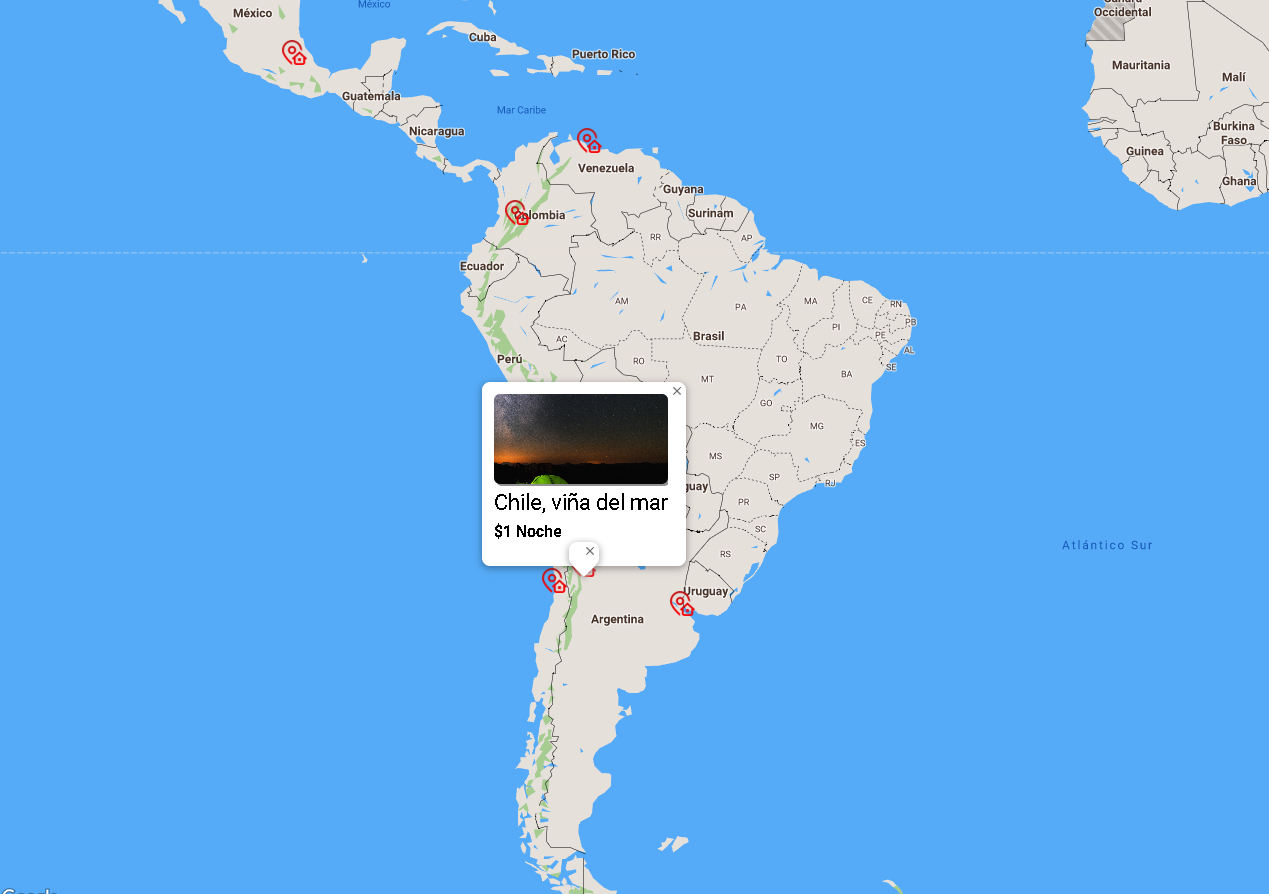 México
México
Cuba
Puerto Rico
Guatemala
Mar Caribe
Nicaragua
Venezuela
Guyana
Surinam
Colombia
RR
AP
Ecuador
AM
PA
MA
CE
RN
PB
PI
PE
AL
AC
Brasil
Perú
RO
TO
SE
MT
BA
GO
MG
ES
MS
SP
RJ
guay
PR
SC
RS
Chile, viña del mar
$1 Noche
Uruguay
Argentina
Atlántico Sur
Sahara
Occidental
Mauritania
Malí
Burkina
Faso
Guinea
Ghana
Google